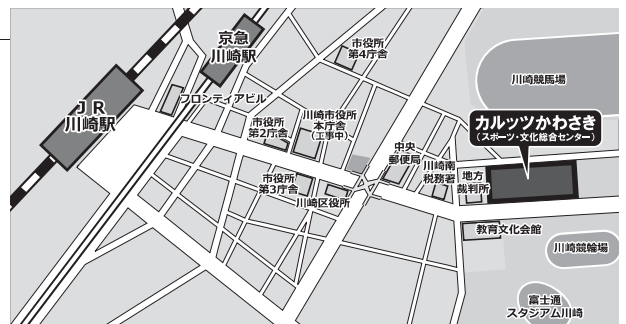 京急
川崎駅
市役所
第4庁舎
川崎競馬場
JR
川崎駅
フロンティアビル
市役所
第2庁舎
川崎市役所
本庁舎
(工事中)
カルッツかわさき
(スポーツ・文化総合センター)
中央
郵便局
川崎南
税務署
地方
裁判所
市役所
第3庁舎
川崎区役所
教育文化会館
川崎競輪場
富士通
スタジアム川崎